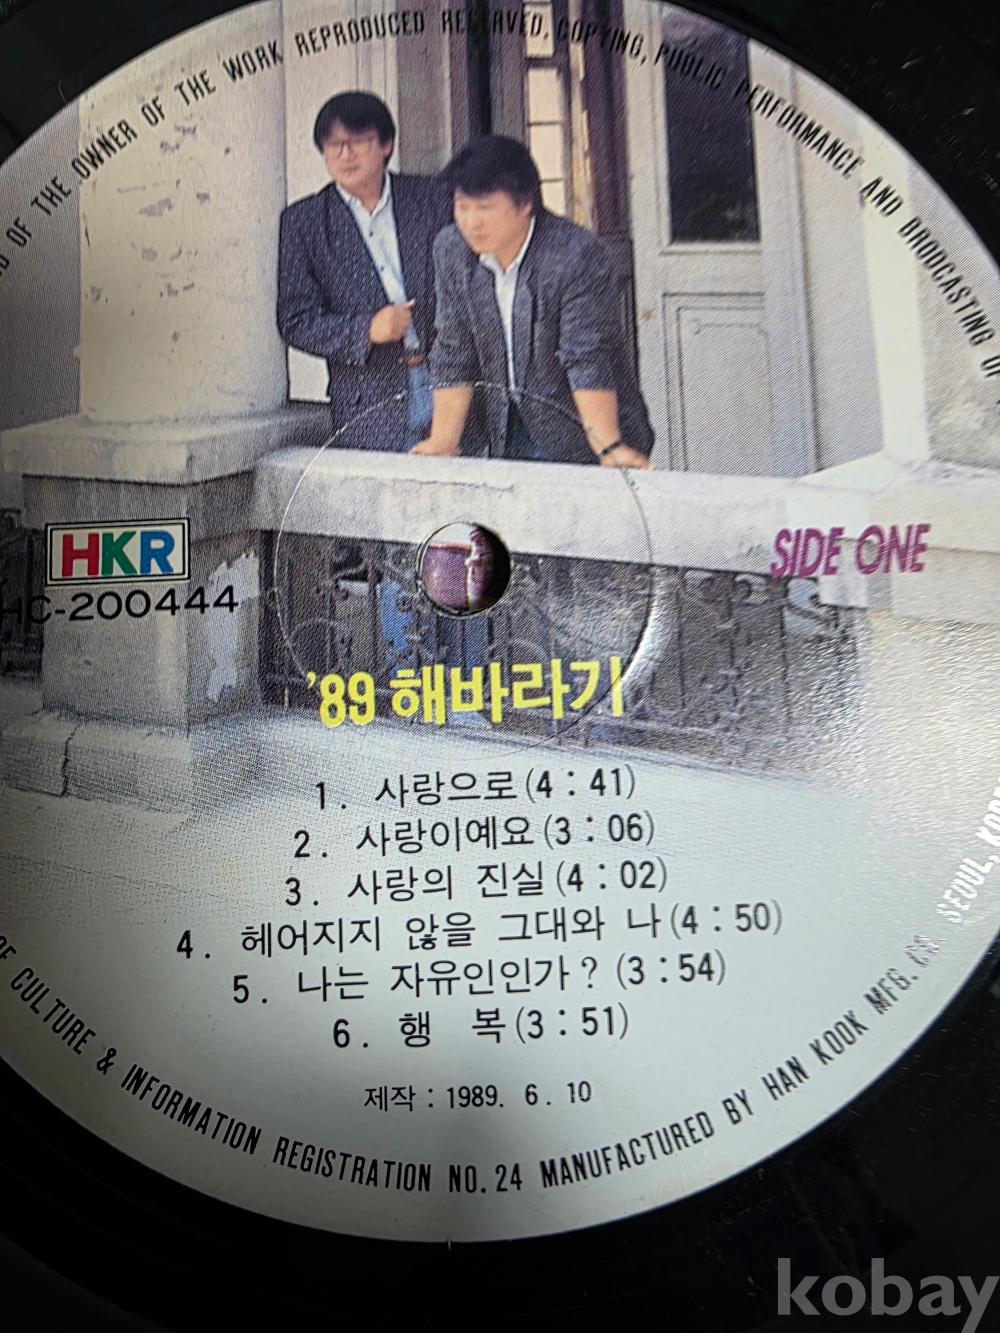 OF THE OWNER OF THE WORK REPRODUCED RESERVED, COPYING, PUBLIC PERFORMANCE AND BRODCASTING OF
HKR
HC-200444
SIDE ONE
'89 해바라기
1. 사랑으로(4:41)
2. 사랑이예요(3:06)
3. 사랑의 진실(4:02)
4. 헤어지지 않을 그대와 나(4:50)
5. 나는 자유인인가?(3:54)
6. 행 복(3:51)
제작:1989. 6. 10
OF CULTURE & INFORMATION REGISTRATION NO. 24 MANUFACTURED BY HAN KOOK MFG. CO. SEOUL,
kobay